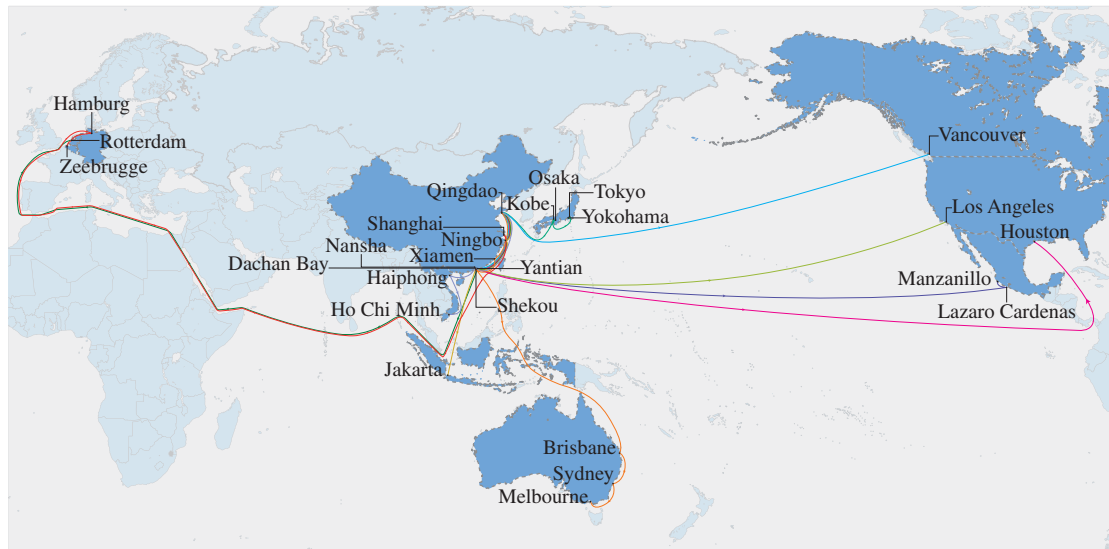 Hamburg
Rotterdam
Zeebrugge
Vancouver
Osaka
Qingdao
Tokyo
Kobe
Yokohama
Los Angeles
Shanghai
Houston
Ningbo
Nansha
Xiamen
Dachan Bay
Yantian
Haiphong
Manzanillo
Ho Chi Minh
Shekou
Lazaro Cardenas
Jakarta
Brisbane
Sydney
Melbourne